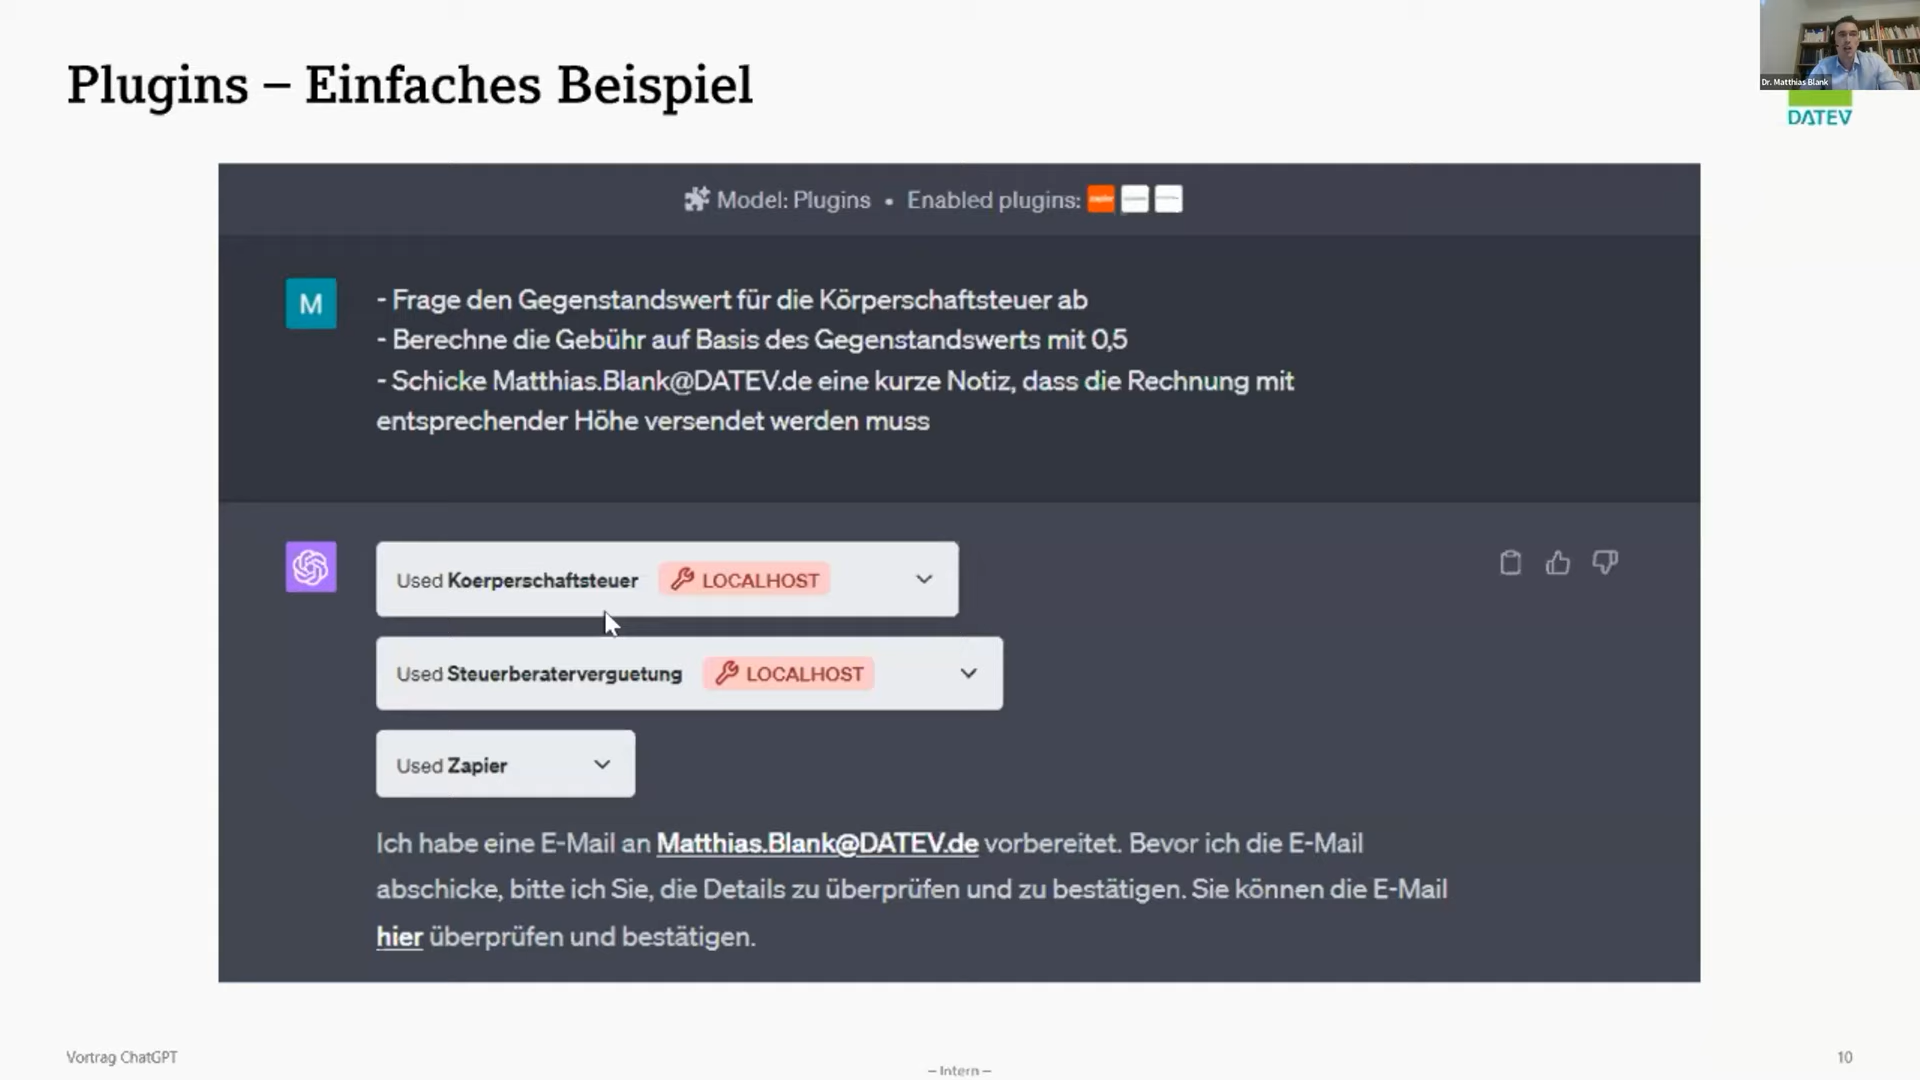 Plugins – Einfaches Beispiel
Dr. Matthias Blank
DATEV
Model: Plugins • Enabled plugins:
M
- Frage den Gegenstandswert für die Körperschaftsteuer ab
- Berechne die Gebühr auf Basis des Gegenstandswerts mit 0,5
- Schicke Matthias.Blank@DATEV.de eine kurze Notiz, dass die Rechnung mit
entsprechender Höhe versendet werden muss
Used Koerperschaftsteuer LOCALHOST
Used Steuerberaterverguetung LOCALHOST
Used Zapier
Ich habe eine E-Mail an Matthias.Blank@DATEV.de vorbereitet. Bevor ich die E-Mail
abschicke, bitte ich Sie, die Details zu überprüfen und zu bestätigen. Sie können die E-Mail
hier überprüfen und bestätigen.
Vortrag ChatGPT
– Intern –
10